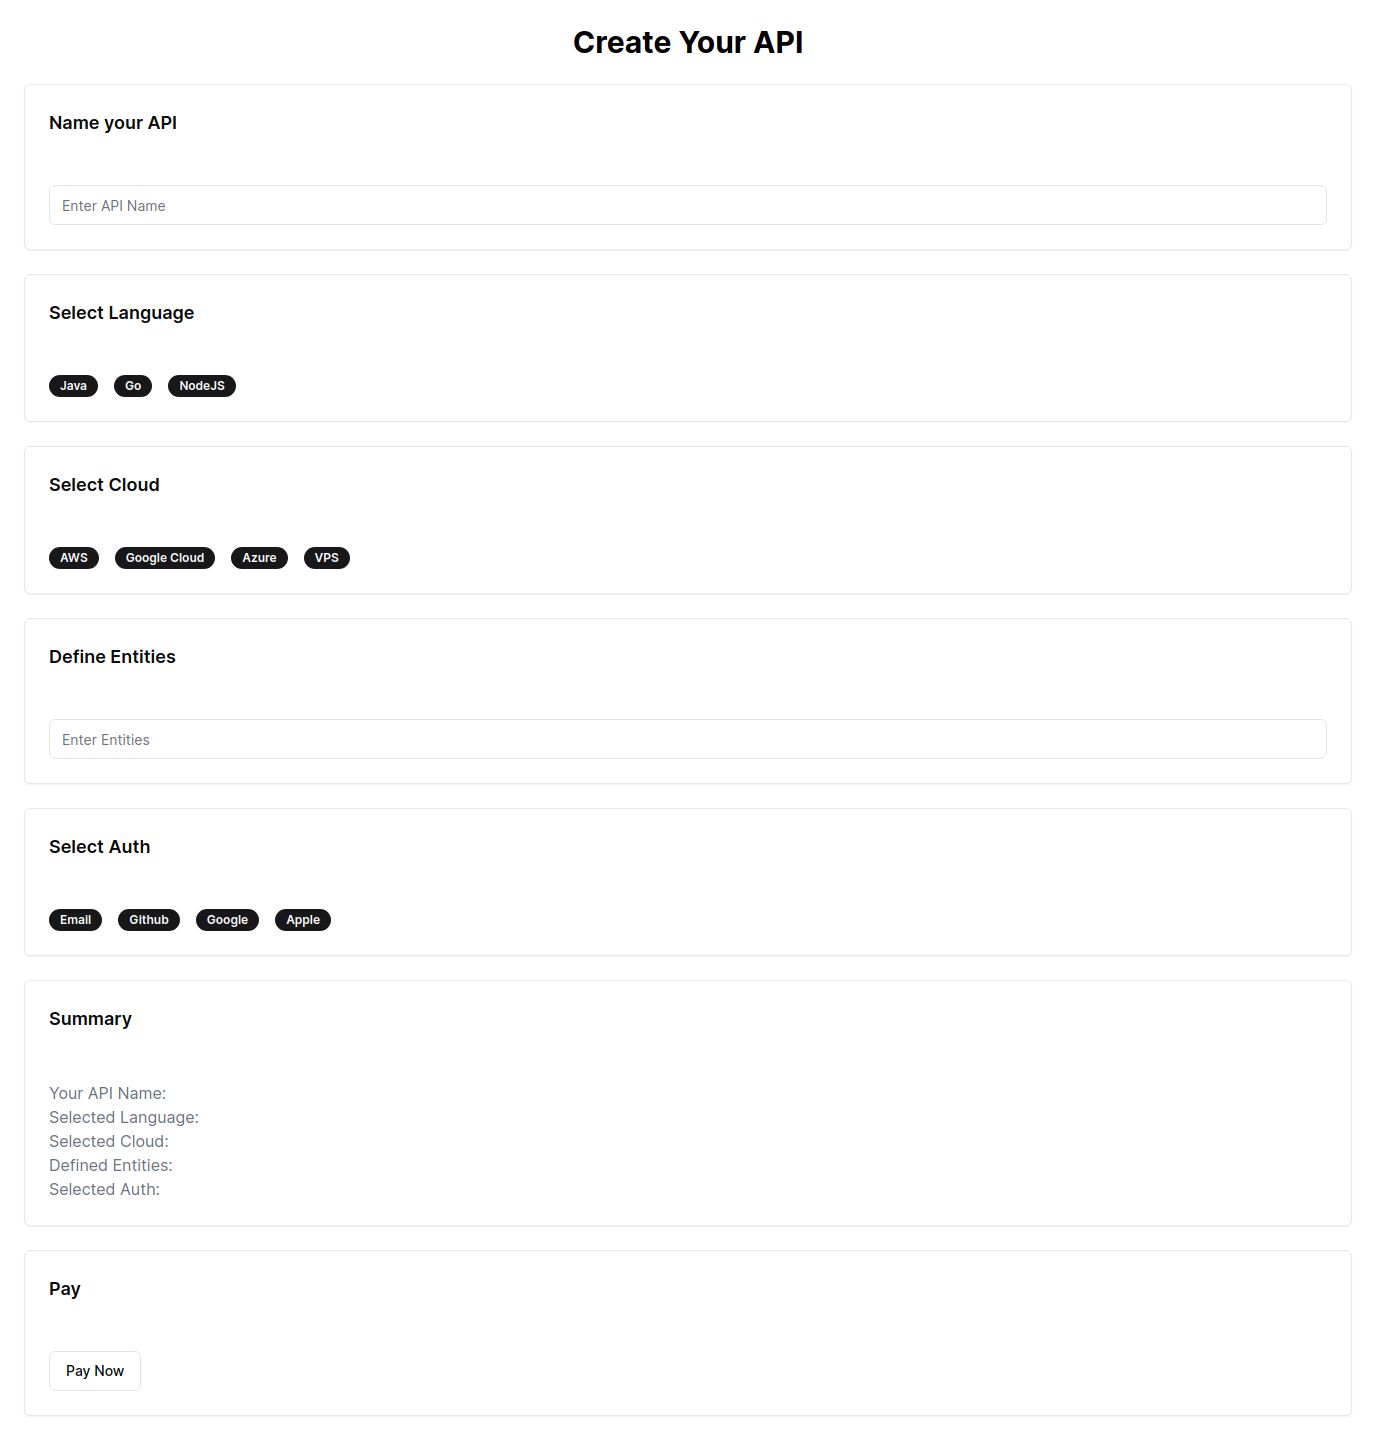 Create Your API
Name your API
Enter API Name
Select Language
Java Go NodeJS
Select Cloud
AWS Google Cloud Azure VPS
Define Entities
Enter Entities
Select Auth
Email Github Google Apple
Summary
Your API Name:
Selected Language:
Selected Cloud:
Defined Entities:
Selected Auth:
Pay
Pay Now